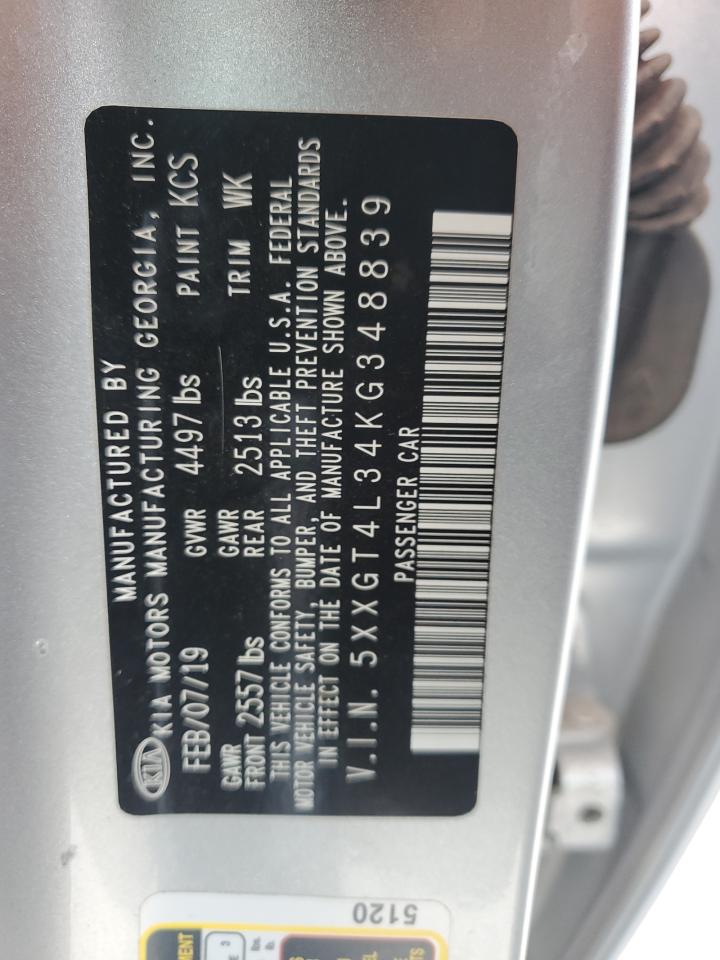 MANUFACTURED BY
KIA KIA MOTORS MANUFACTURING GEORGIA, INC.
FEB/07/19 GVWR 4497 lbs PAINT KCS
GAWR FRONT 2557 lbs GAWR REAR 2513 lbs TRIM WK
THIS VEHICLE CONFORMS TO ALL APPLICABLE U.S.A. FEDERAL
MOTOR VEHICLE SAFETY, BUMPER, AND THEFT PREVENTION STANDARDS
IN EFFECT ON THE DATE OF MANUFACTURE SHOWN ABOVE.
V.I.N. 5XXGT4L34KG348839
PASSENGER CAR
5120